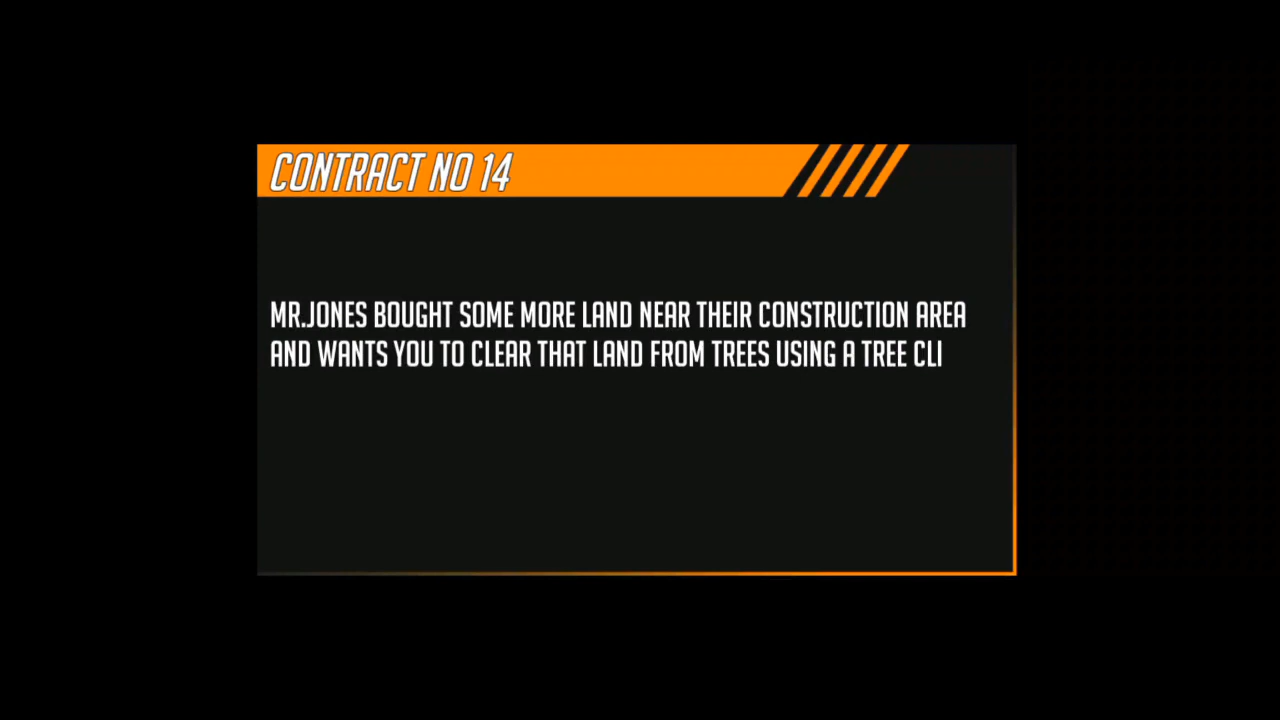 CONTRACT NO 14
MR.JONES BOUGHT SOME MORE LAND NEAR THEIR CONSTRUCTION AREA
AND WANTS YOU TO CLEAR THAT LAND FROM TREES USING A TREE CLI